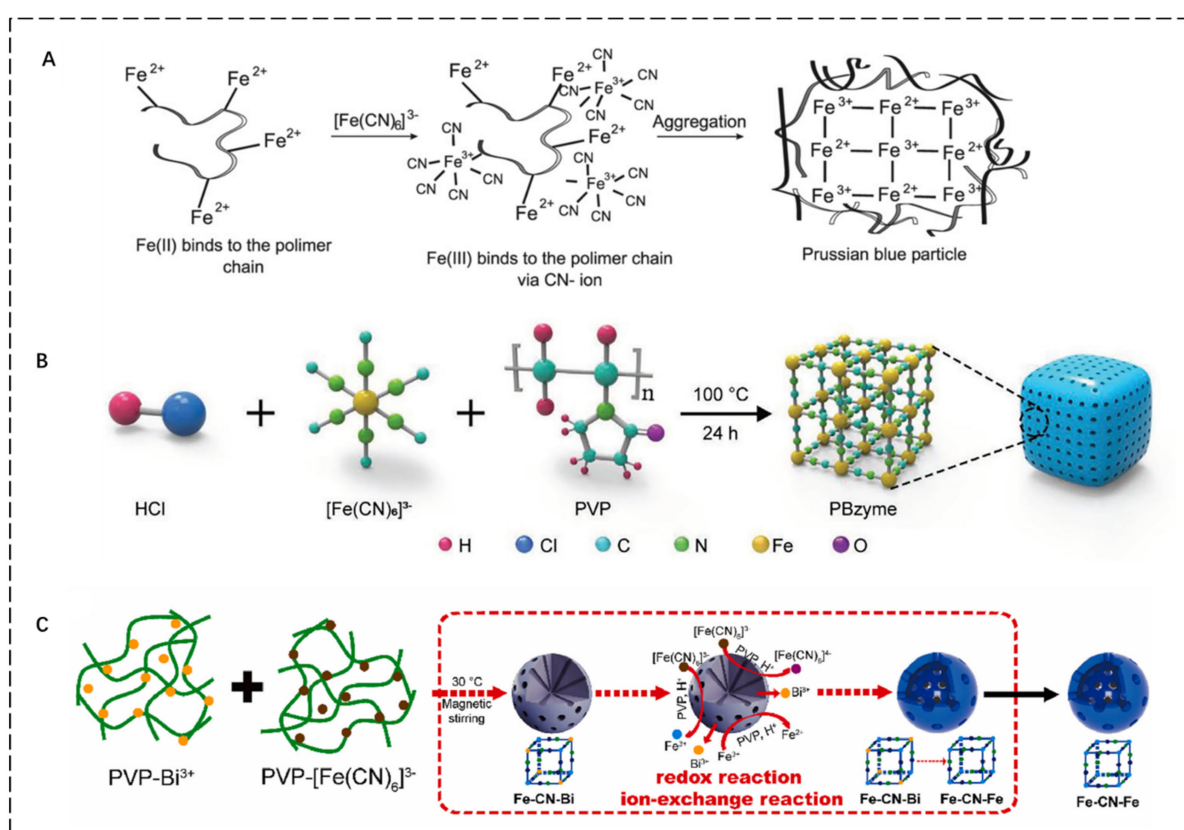 A
Fe2+
Fe2+
Fe2+
Fe2+
Fe(II) binds to the polimer
chain
[Fe(CN)6]3-
Fe2+
Fe2+
Fe2+
Fe2+
CN
CN
CN
CN
CN
Fe3+
CN
CN
CN
CN
CN
Fe3+
CN
CN
CN
CN
CN
Fe3+
Fe(III) binds to the polimer chain
via CN- ion
Aggregation
Fe3+ Fe2+ Fe3+
Fe2+ Fe3+ Fe2+
Fe3+ Fe2+ Fe3+
Prussian blue particle
B
HCl
+
[Fe(CN)6]3-
+
[ ]n
PVP
100 °C
24 h
PBzyme
H Cl C N Fe O
C
PVP-Bi3+
+
PVP-[Fe(CN)6]3-
30 °C
Magnetic
stirring
Fe-CN-Bi
[Fe(CN)6]3-
[Fe(CN)6]3-
[Fe(CN)6]4-
PVP, H+
PVP, H+
PVP, H+
Bi3+
Bi3+
Fe3+
Fe2+
redox reaction
ion-exchange reaction
Fe-CN-Bi Fe-CN-Fe
Fe-CN-Fe